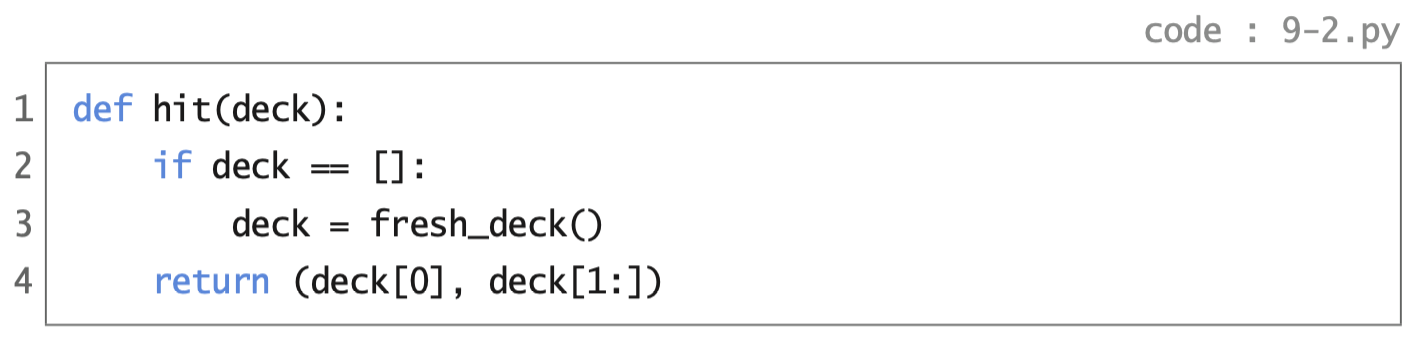 code : 9-2.py
1 def hit(deck):
2     if deck == []:
3         deck = fresh_deck()
4     return (deck[0], deck[1:])